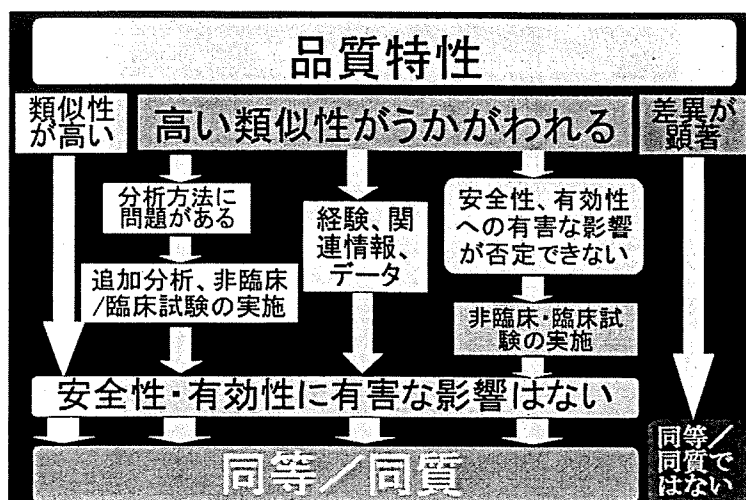 品質特性
類似性
が高い
高い類似性がうかがわれる
差異が
顕著
分析方法に
問題がある
追加分析、非臨床
/臨床試験の実施
経験、関
連情報、
データ
安全性、有効性
への有害な影響
が否定できない
非臨床・臨床試
験の実施
安全性・有効性に有害な影響はない
同等／同質
同等／
同質で
はない